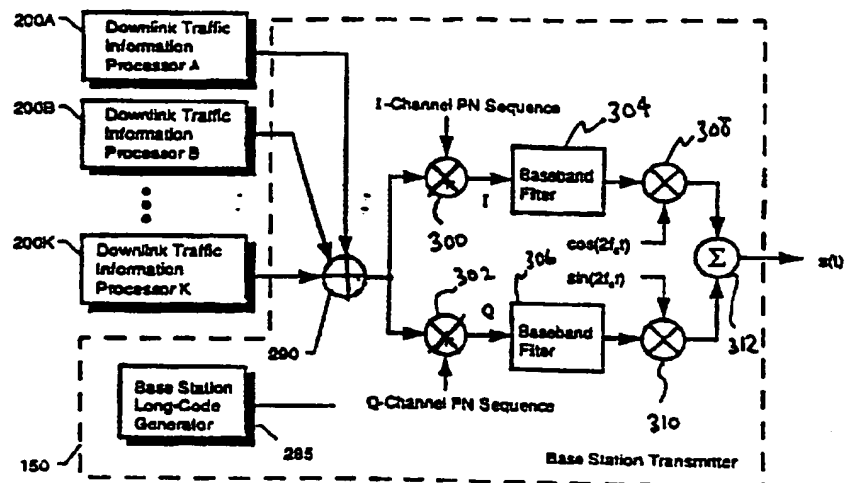 200A
Downlink Traffic
Information
Processor A
200B
Downlink Traffic
Information
Processor B
200K
Downlink Traffic
Information
Processor K
290
I-Channel PN Sequence
300
I
304
Baseband
Filter
308
cos(2f₀t)
302
Q
306
Baseband
Filter
sin(2f₀t)
310
Σ
312
s(t)
Q-Channel PN Sequence
Base Station
Long-Code
Generator
285
150
Base Station Transmitter